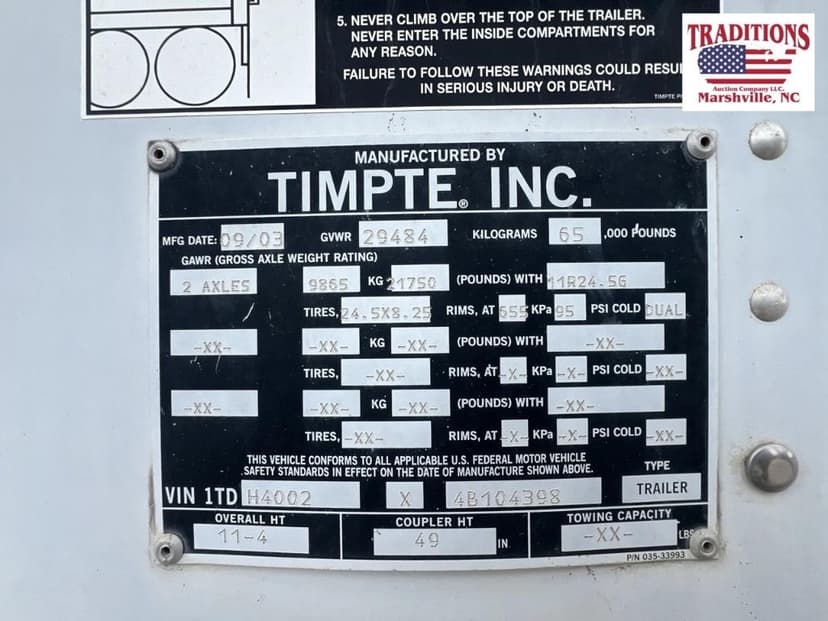 5. NEVER CLIMB OVER THE TOP OF THE TRAILER.
NEVER ENTER THE INSIDE COMPARTMENTS FOR
ANY REASON.
FAILURE TO FOLLOW THESE WARNINGS COULD
IN SERIOUS INJURY OR DEATH.
TIMPTE
TRADITIONS
Auction Company LLC.
Marshville, NC
MANUFACTURED BY
TIMPTE® INC.
MFG DATE: 09/03 GVWR 29484 KILOGRAMS 65 ,000 POUNDS
GAWR (GROSS AXLE WEIGHT RATING)
2 AXLES 9865 KG 21750 (POUNDS) WITH 11R24.5G
TIRES, 24.5X8.25 RIMS, AT 655 KPa 95 PSI COLD DUAL
-XX- -XX- KG -XX- (POUNDS) WITH -XX-
TIRES, -XX- RIMS, AT -X- KPa -X- PSI COLD -XX-
-XX- -XX- KG -XX- (POUNDS) WITH -XX-
TIRES, -XX- RIMS, AT -X- KPa -X- PSI COLD -XX-
THIS VEHICLE CONFORMS TO ALL APPLICABLE U.S. FEDERAL MOTOR VEHICLE
SAFETY STANDARDS IN EFFECT ON THE DATE OF MANUFACTURE SHOWN ABOVE.
TYPE
VIN 1TD H4002 X 4B104398 TRAILER
OVERALL HT COUPLER HT TOWING CAPACITY
11-4 49 IN -XX- LBS
P/N 035-33993